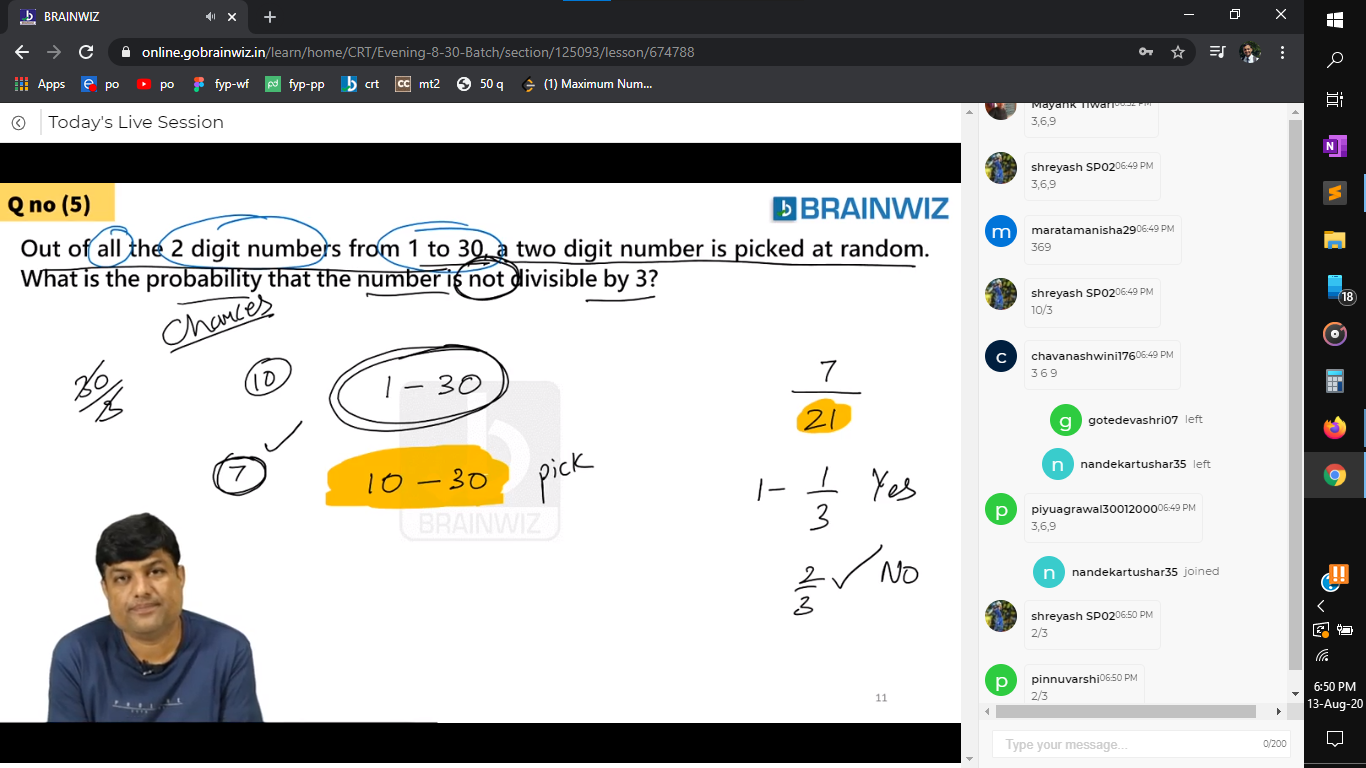 BRAINWIZ
online.gobrainwiz.in/learn/home/CRT/Evening-8-30-Batch/section/125093/lesson/674788
Apps po po fyp-wf fyp-pp crt CC mt2 50 q (1) Maximum Num...
Today's Live Session
Q no (5)
BRAINWIZ
Out of all the 2 digit numbers from 1 to 30, a two digit number is picked at random.
What is the probability that the number is not divisible by 3?
Chances
30/3
10 1 – 30
7 10 – 30 pick
BRAINWIZ
7
21
1 – 1/3 Yes
2/3 No
11
Mayank Tiwari 06:52 PM
3,6,9
shreyash SP02 06:49 PM
3,6,9
m maratamanisha29 06:49 PM
369
shreyash SP02 06:49 PM
10/3
c chavanashwini176 06:49 PM
3 6 9
g gotedevashri07 left
n nandekartushar35 left
p piyuagrawal30012000 06:49 PM
3,6,9
n nandekartushar35 joined
shreyash SP02 06:50 PM
2/3
p pinnuvarshi 06:50 PM
2/3
Type your message... 0/200
N
18
!!
6:50 PM
13-Aug-20